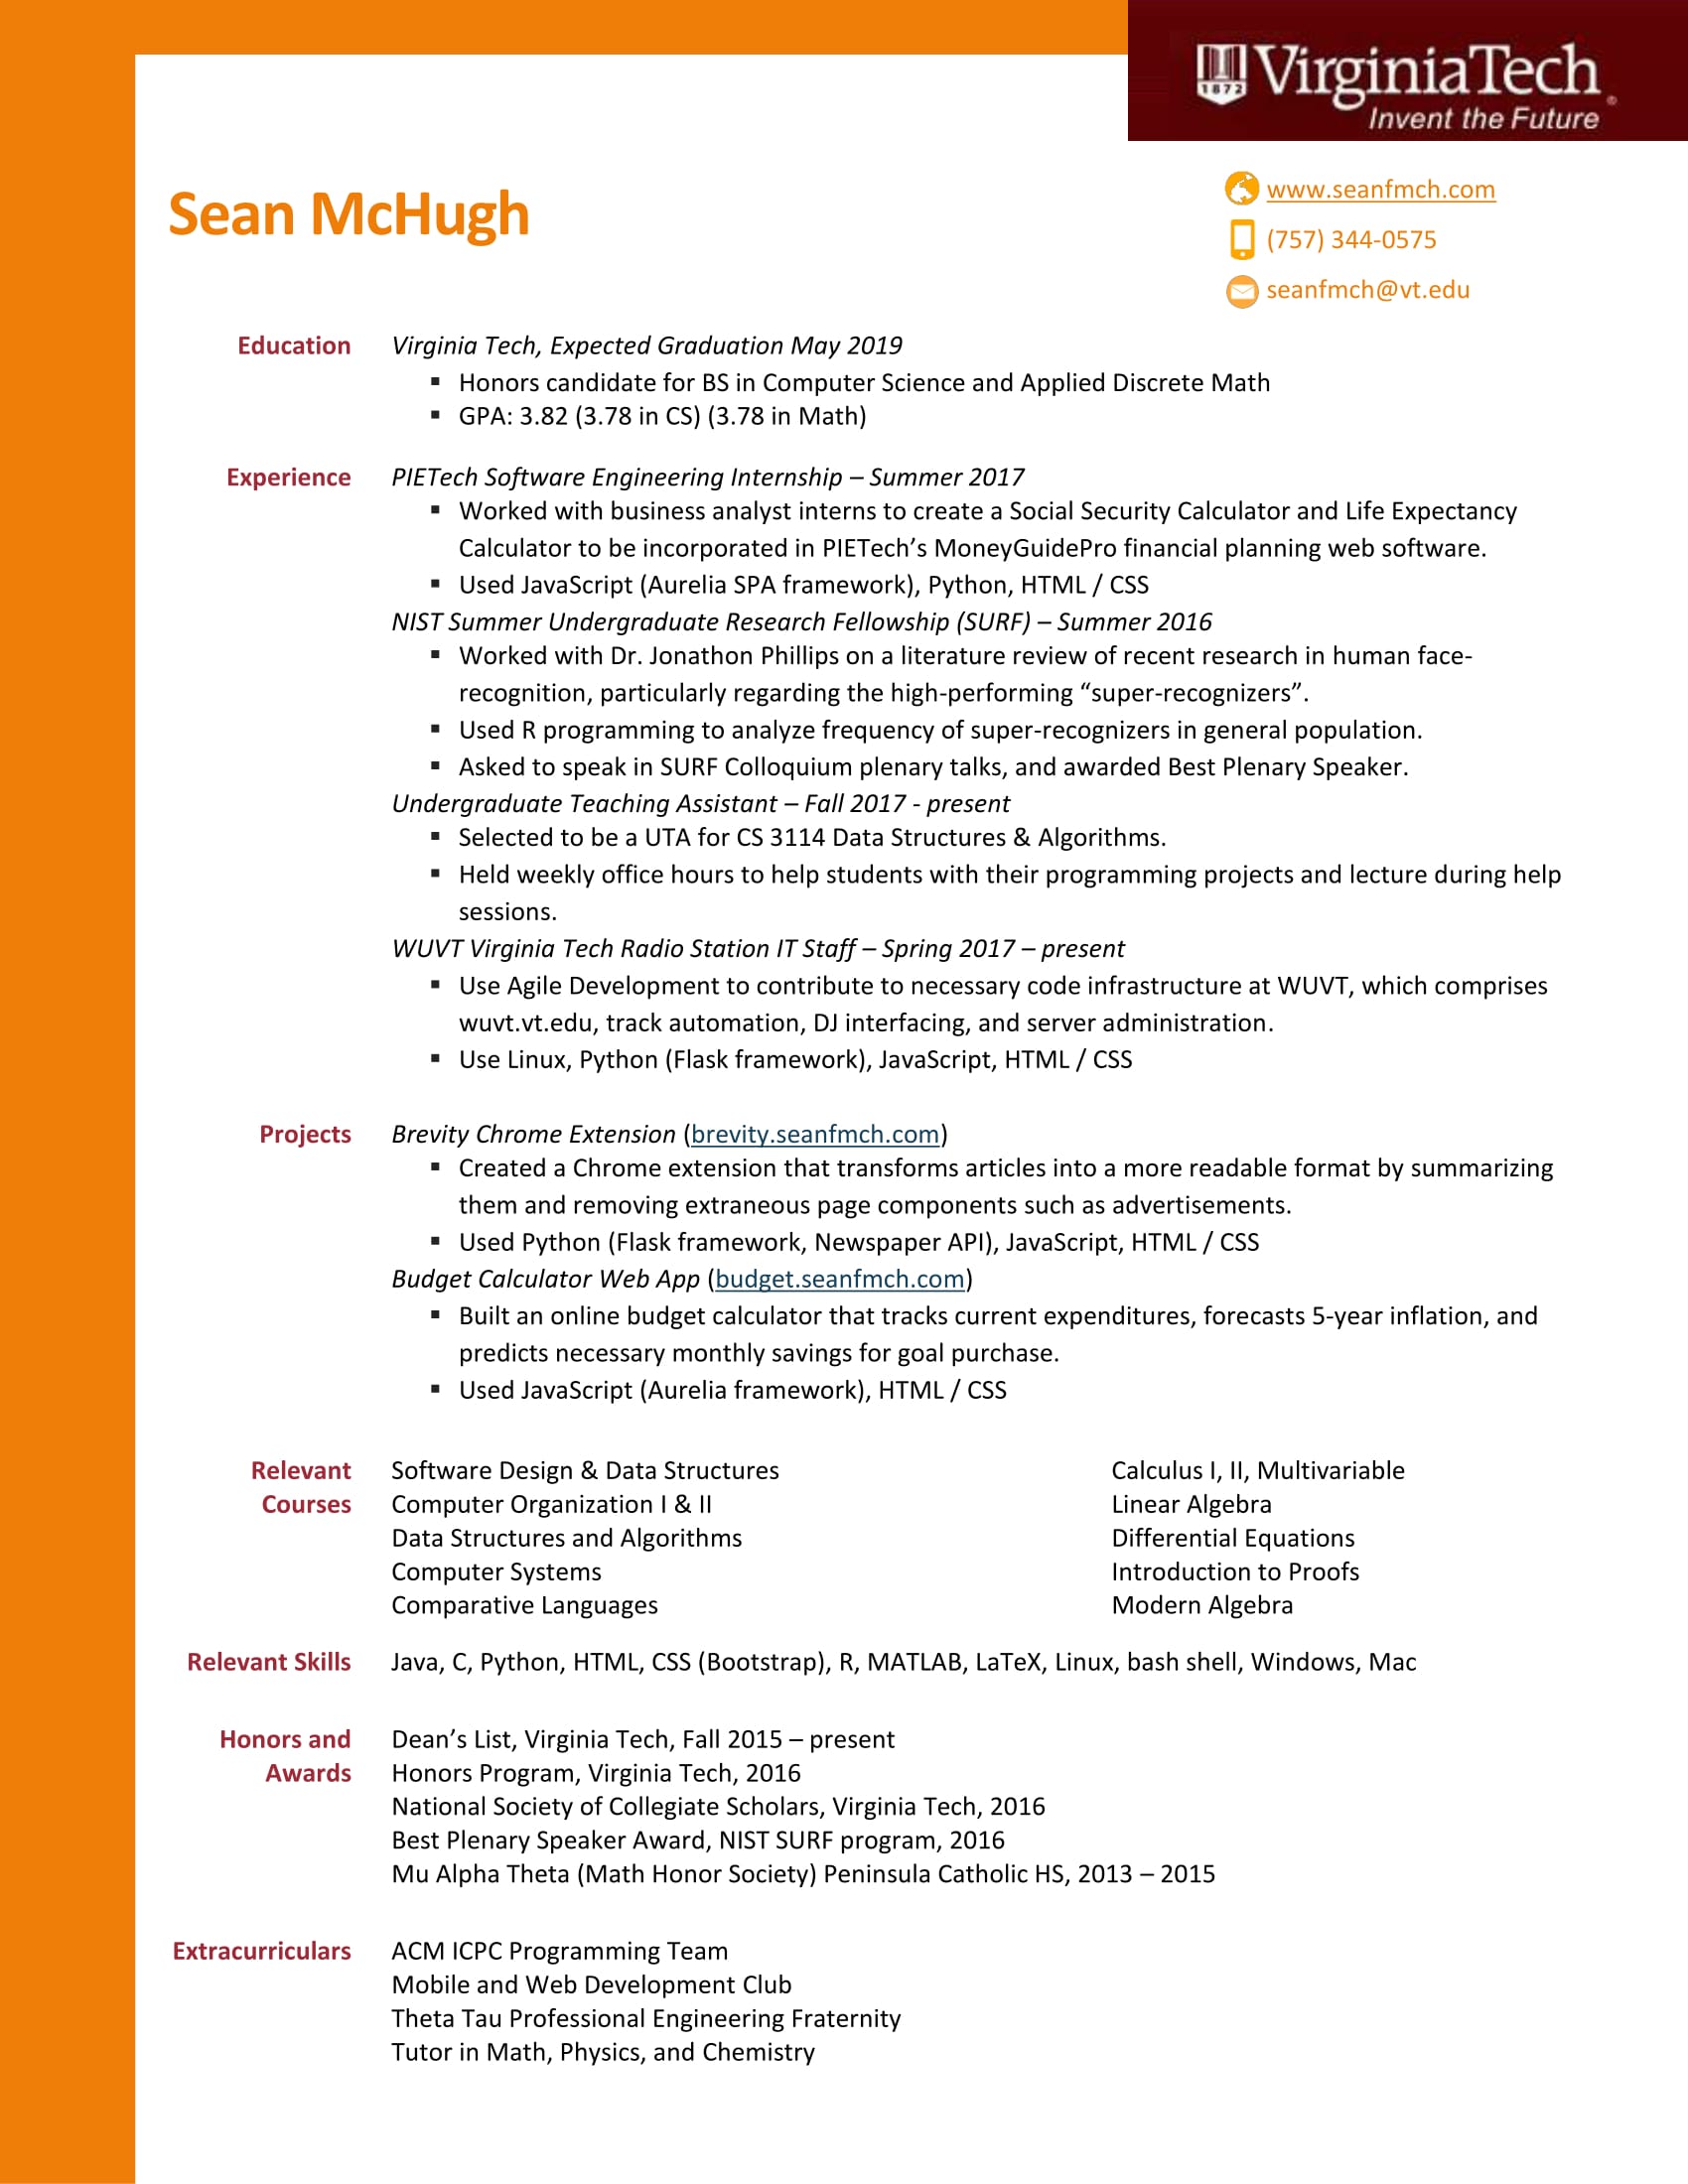 1872
VirginiaTech®
Invent the Future
Sean McHugh
www.seanfmch.com
(757) 344-0575
seanfmch@vt.edu
Education
Virginia Tech, Expected Graduation May 2019
▪ Honors candidate for BS in Computer Science and Applied Discrete Math
▪ GPA: 3.82 (3.78 in CS) (3.78 in Math)
Experience
PIETech Software Engineering Internship – Summer 2017
▪ Worked with business analyst interns to create a Social Security Calculator and Life Expectancy
Calculator to be incorporated in PIETech’s MoneyGuidePro financial planning web software.
▪ Used JavaScript (Aurelia SPA framework), Python, HTML / CSS
NIST Summer Undergraduate Research Fellowship (SURF) – Summer 2016
▪ Worked with Dr. Jonathon Phillips on a literature review of recent research in human face-
recognition, particularly regarding the high-performing “super-recognizers”.
▪ Used R programming to analyze frequency of super-recognizers in general population.
▪ Asked to speak in SURF Colloquium plenary talks, and awarded Best Plenary Speaker.
Undergraduate Teaching Assistant – Fall 2017 - present
▪ Selected to be a UTA for CS 3114 Data Structures & Algorithms.
▪ Held weekly office hours to help students with their programming projects and lecture during help
sessions.
WUVT Virginia Tech Radio Station IT Staff – Spring 2017 – present
▪ Use Agile Development to contribute to necessary code infrastructure at WUVT, which comprises
wuvt.vt.edu, track automation, DJ interfacing, and server administration.
▪ Use Linux, Python (Flask framework), JavaScript, HTML / CSS
Projects
Brevity Chrome Extension (brevity.seanfmch.com)
▪ Created a Chrome extension that transforms articles into a more readable format by summarizing
them and removing extraneous page components such as advertisements.
▪ Used Python (Flask framework, Newspaper API), JavaScript, HTML / CSS
Budget Calculator Web App (budget.seanfmch.com)
▪ Built an online budget calculator that tracks current expenditures, forecasts 5-year inflation, and
predicts necessary monthly savings for goal purchase.
▪ Used JavaScript (Aurelia framework), HTML / CSS
Relevant
Courses
Software Design & Data Structures
Computer Organization I & II
Data Structures and Algorithms
Computer Systems
Comparative Languages
Calculus I, II, Multivariable
Linear Algebra
Differential Equations
Introduction to Proofs
Modern Algebra
Relevant Skills
Java, C, Python, HTML, CSS (Bootstrap), R, MATLAB, LaTeX, Linux, bash shell, Windows, Mac
Honors and
Awards
Dean’s List, Virginia Tech, Fall 2015 – present
Honors Program, Virginia Tech, 2016
National Society of Collegiate Scholars, Virginia Tech, 2016
Best Plenary Speaker Award, NIST SURF program, 2016
Mu Alpha Theta (Math Honor Society) Peninsula Catholic HS, 2013 – 2015
Extracurriculars
ACM ICPC Programming Team
Mobile and Web Development Club
Theta Tau Professional Engineering Fraternity
Tutor in Math, Physics, and Chemistry